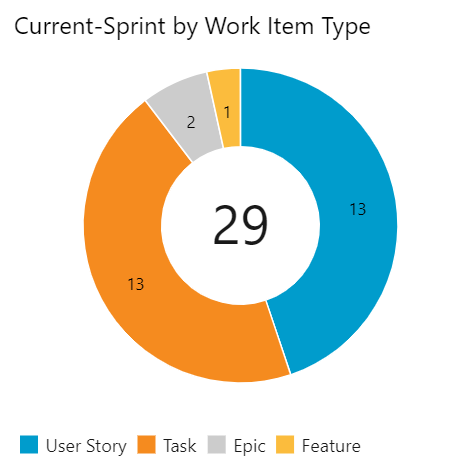 Current-Sprint by Work Item Type
2
1
13
29
13
User Story Task Epic Feature